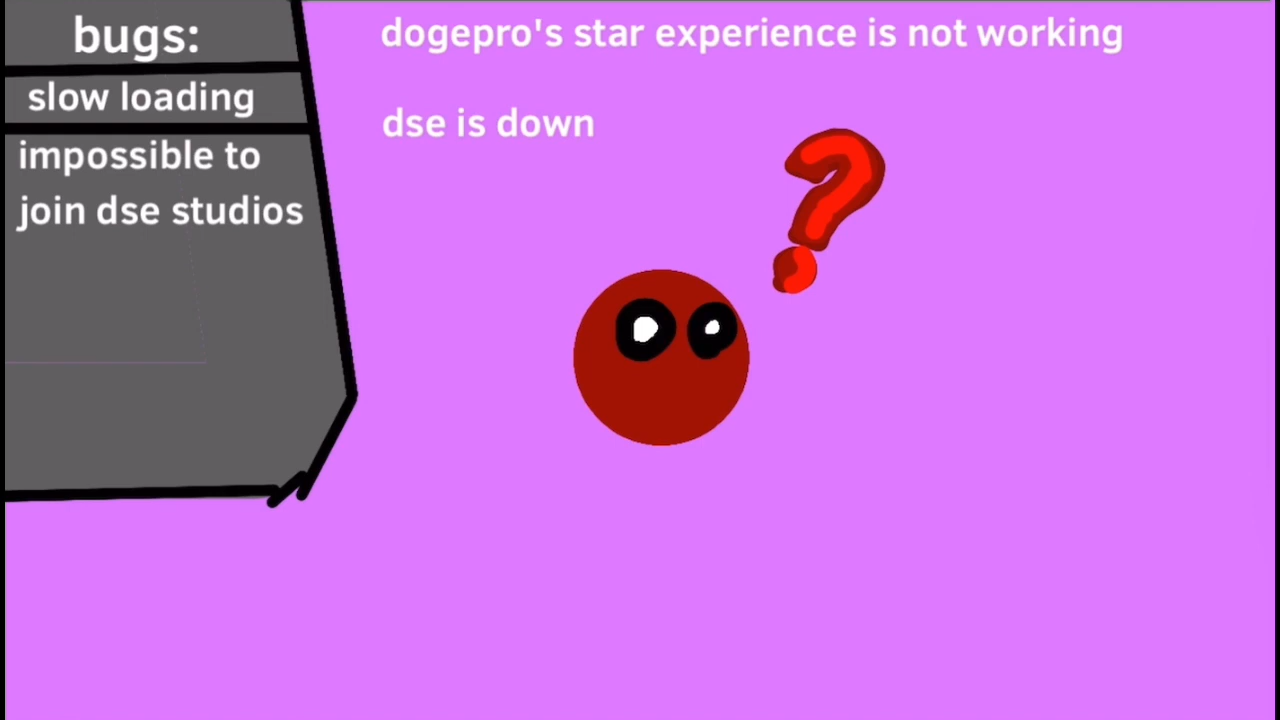 bugs:
slow loading
impossible to
join dse studios
dogepro's star experience is not working
dse is down
?